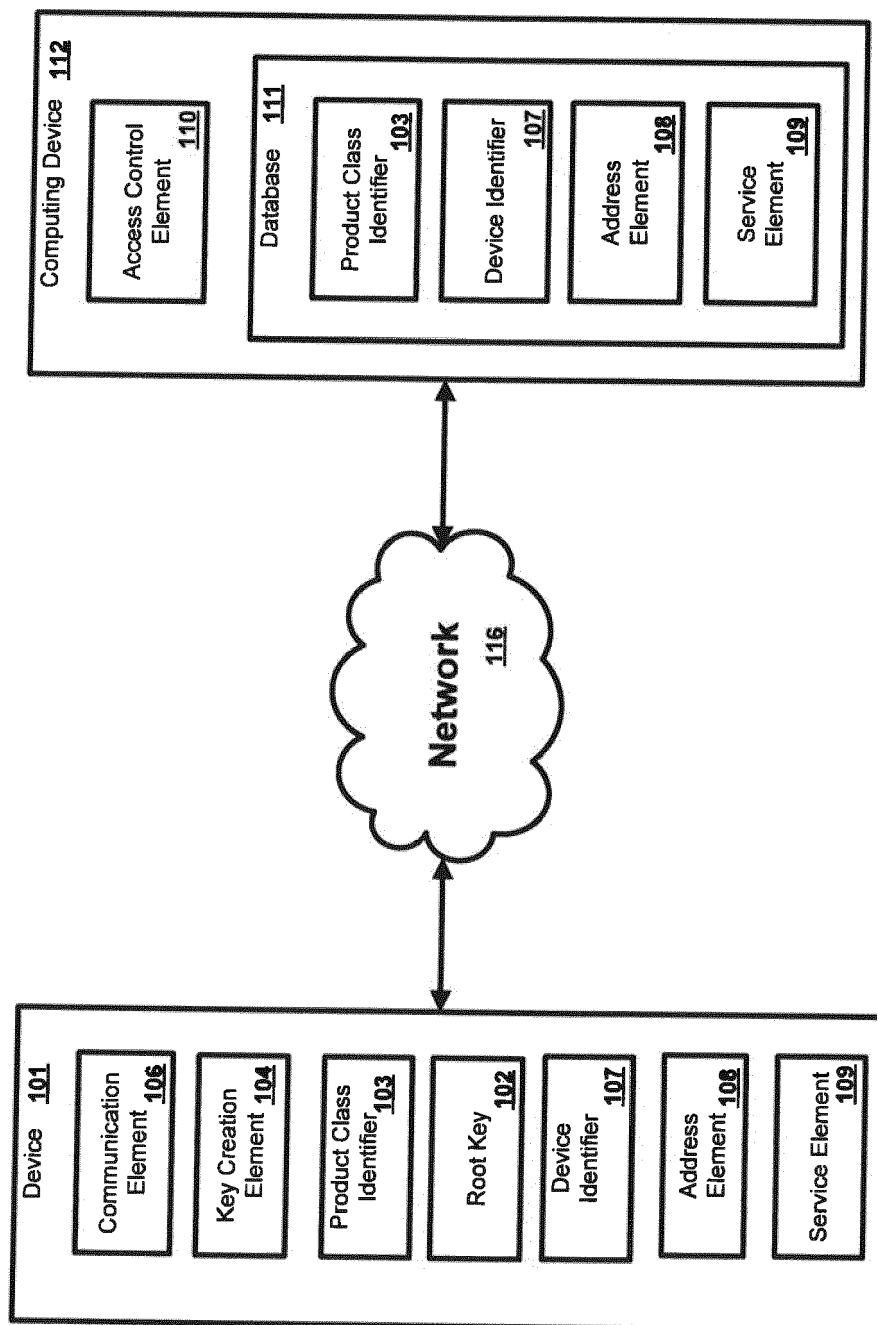 Device 101
Communication
Element 106
Key Creation
Element 104
Product Class
Identifier 103
Root Key
102
Device
Identifier
107
Address
Element 108
Service Element
109
Network
116
Computing Device 112
Access Control
Element
110
Database 111
Product Class
Identifier
103
Device Identifier
107
Address
Element
108
Service
Element
109